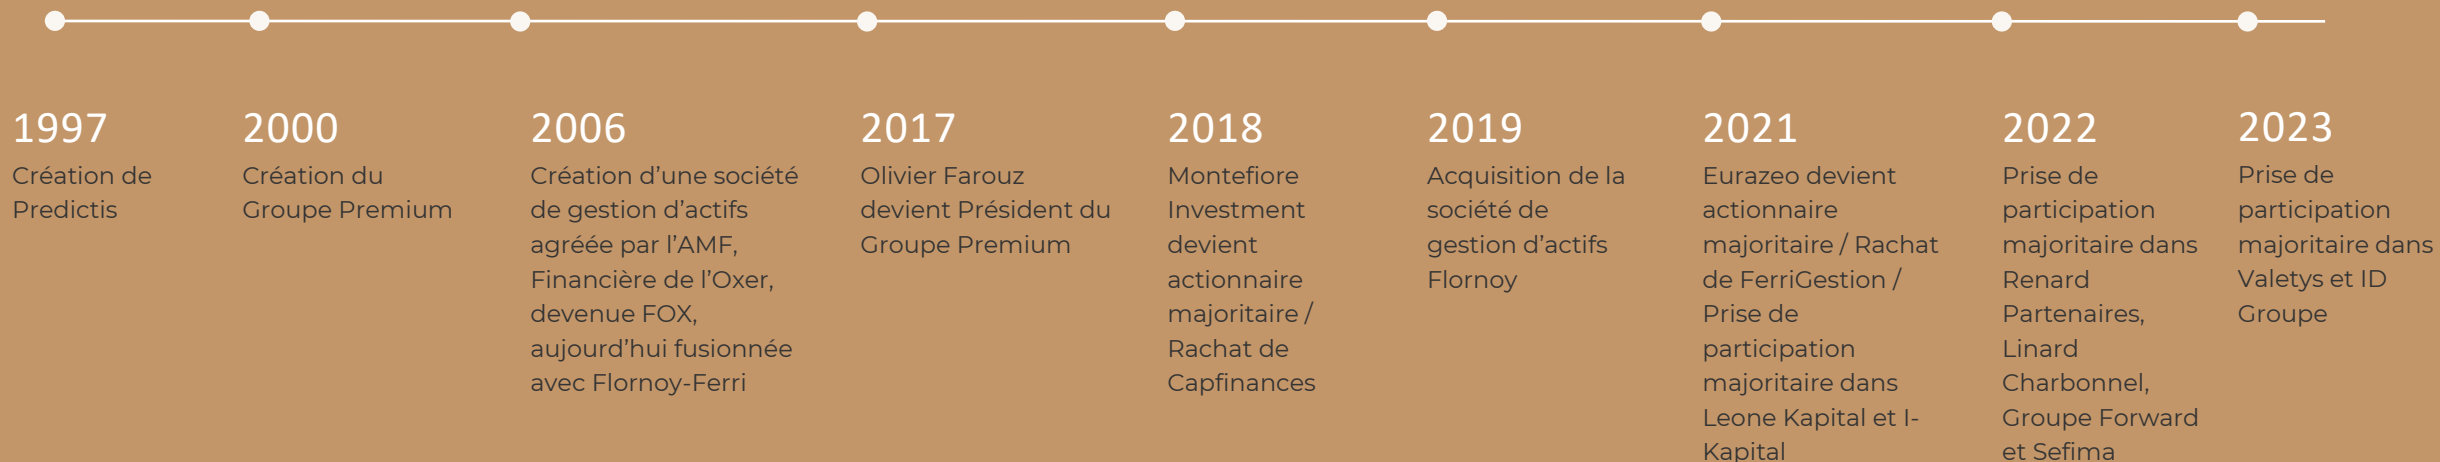 1997
Création de
Predictis
2000
Création du
Groupe Premium
2006
Création d’une société
de gestion d’actifs
agréée par l’AMF,
Financière de l’Oxer,
devenue FOX,
aujourd’hui fusionnée
avec Flornoy-Ferri
2017
Olivier Farouz
devient Président du
Groupe Premium
2018
Montefiore
Investment
devient
actionnaire
majoritaire /
Rachat de
Capfinances
2019
Acquisition de la
société de
gestion d’actifs
Flornoy
2021
Eurazeo devient
actionnaire
majoritaire / Rachat
de FerriGestion /
Prise de
participation
majoritaire dans
Leone Kapital et I-
Kapital
2022
Prise de
participation
majoritaire dans
Renard
Partenaires,
Linard
Charbonnel,
Groupe Forward
et Sefima
2023
Prise de
participation
majoritaire dans
Valetys et ID
Groupe